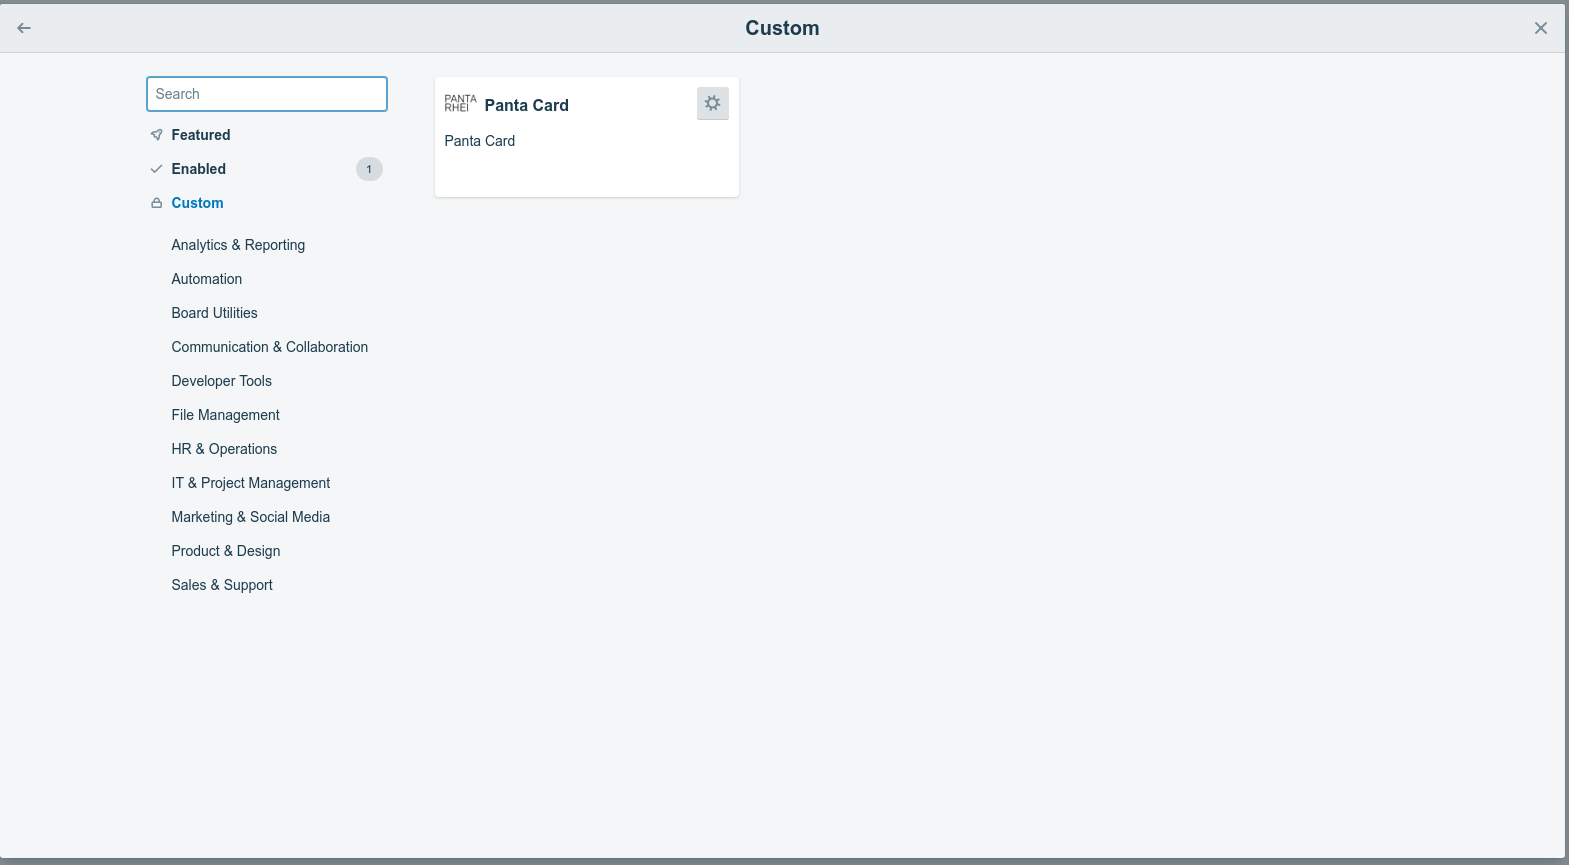 Custom
Search
Featured
Enabled 1
Custom
Analytics & Reporting
Automation
Board Utilities
Communication & Collaboration
Developer Tools
File Management
HR & Operations
IT & Project Management
Marketing & Social Media
Product & Design
Sales & Support
PANTA
RHEI
Panta Card
Panta Card